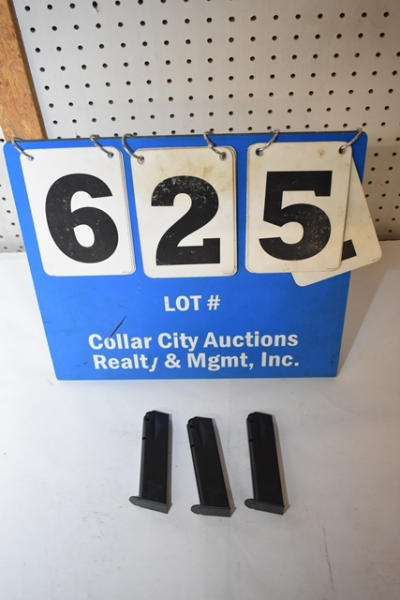 625
LOT #
Collar City Auctions
Realty & Mgmt, Inc.